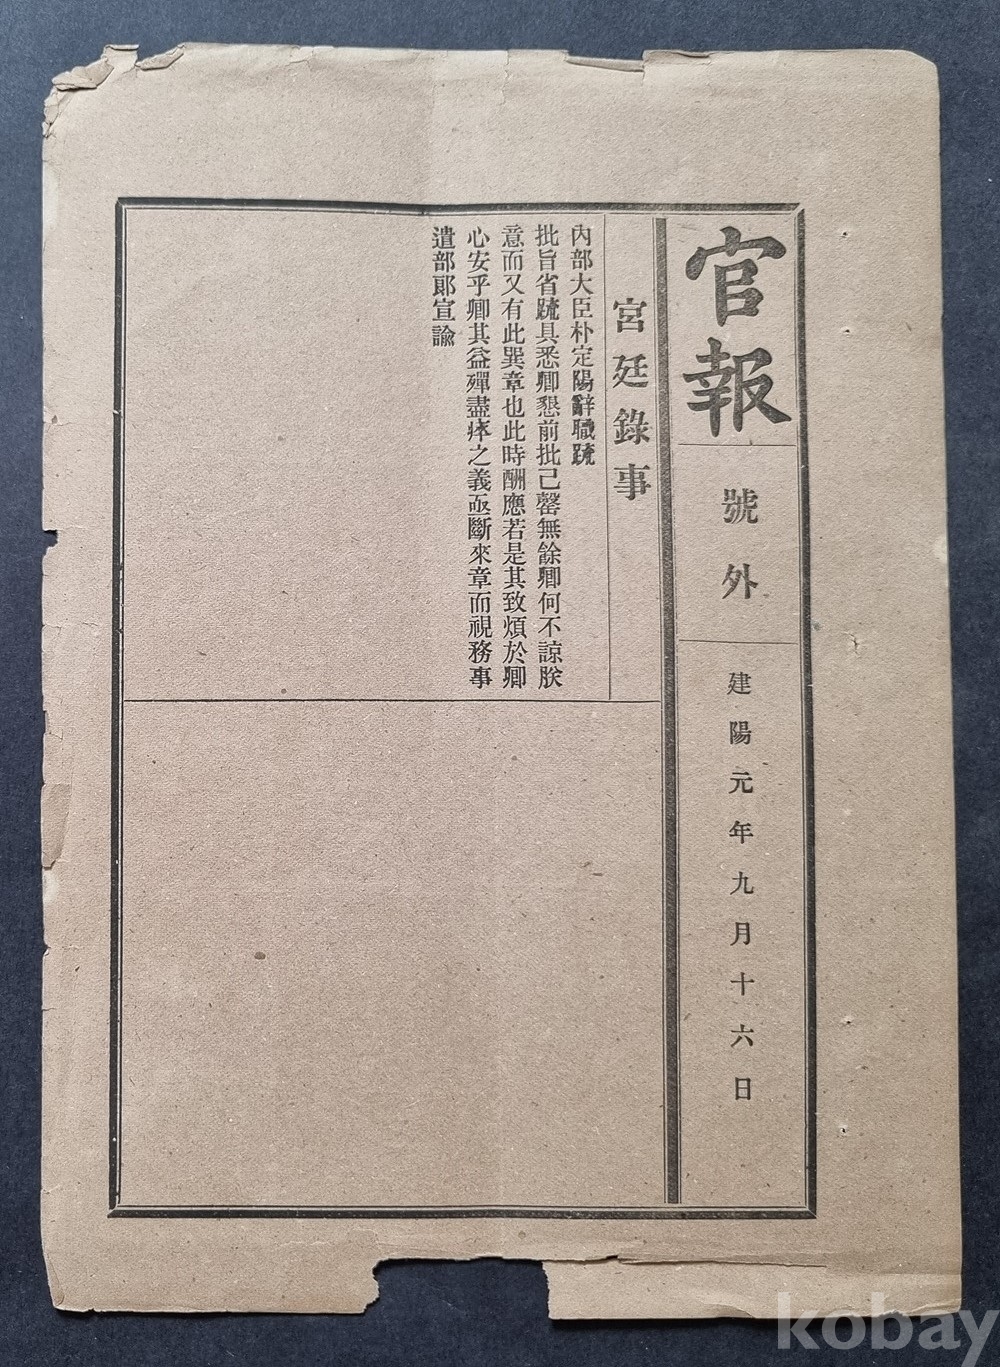 官報
號外
建陽元年九月十六日
宮廷錄事
內部大臣朴定陽辭職疏
批旨省疏具悉卿懇前批己罄無餘卿何不諒朕
意而又有此巽章也此時酬應若是其致煩於卿
心安乎卿其益殫盡瘁之義亟斷來章而視務事
遣部郞宣諭
kobay